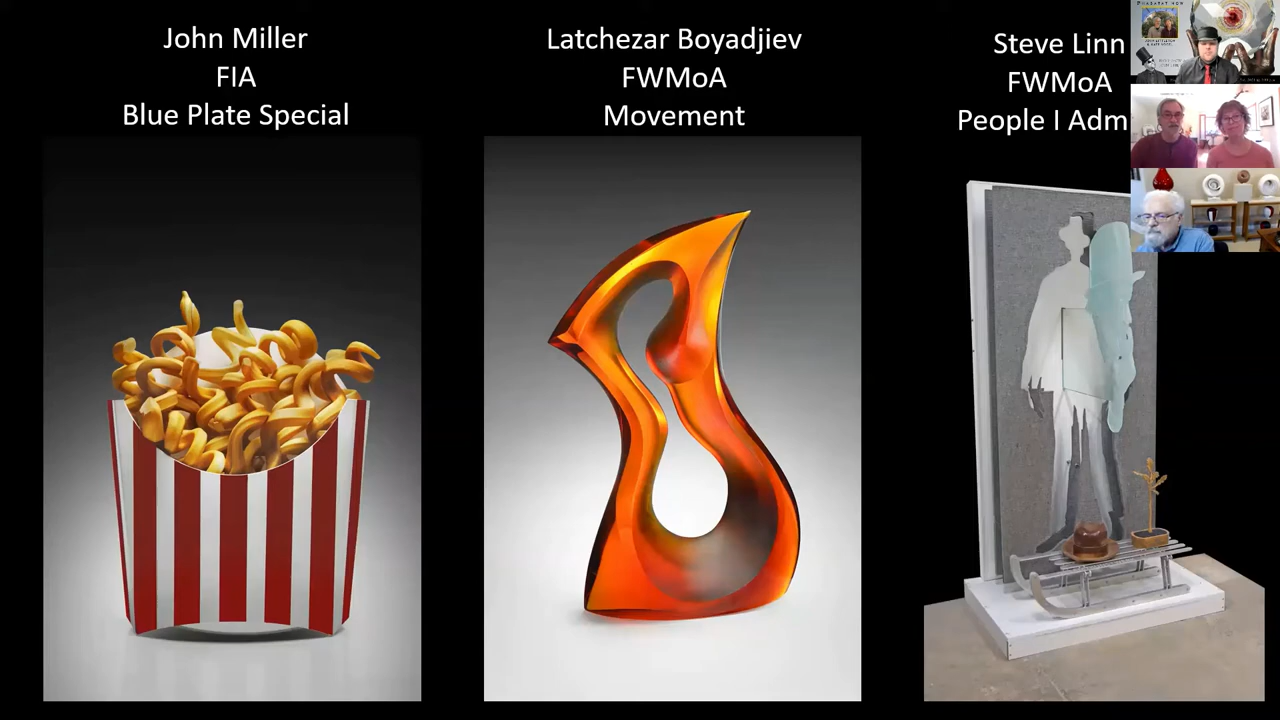 John Miller
FIA
Blue Plate Special
Latchezar Boyadjiev
FWMoA
Movement
Steve Linn
FWMoA
People I Adm